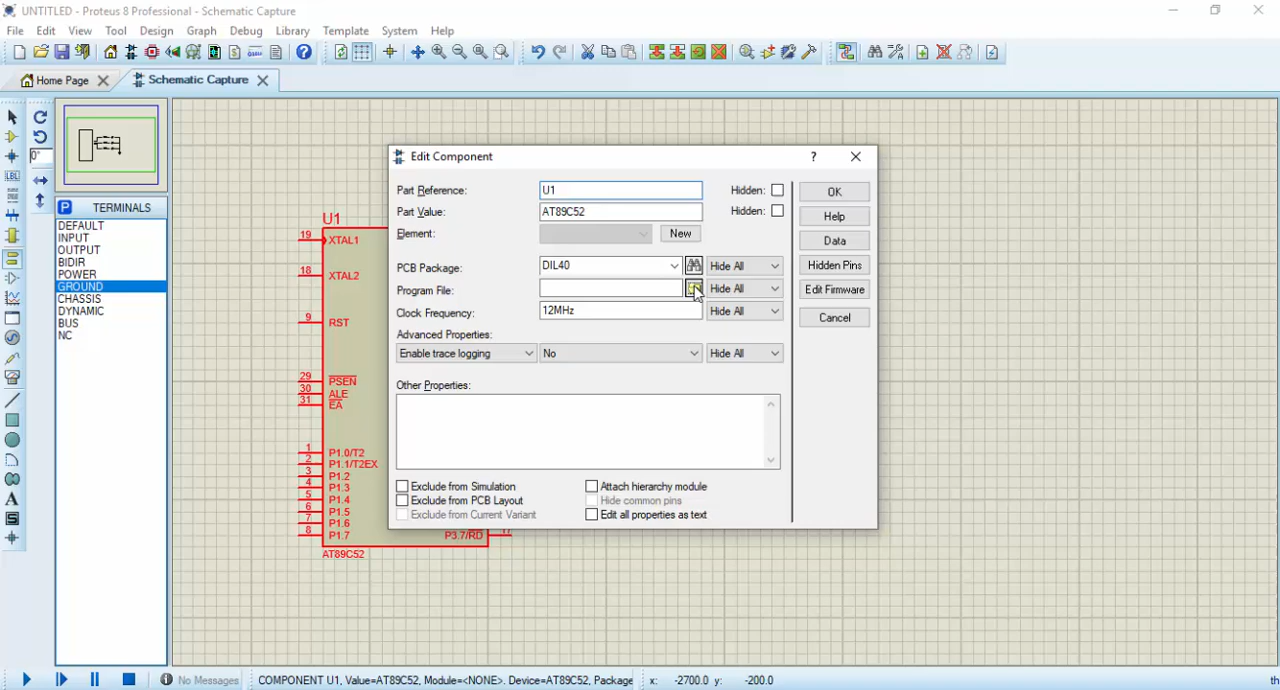 UNTITLED - Proteus 8 Professional - Schematic Capture
File Edit View Tool Design Graph Debug Library Template System Help
Home Page
Schematic Capture
0°
LBL
P TERMINALS
DEFAULT
INPUT
OUTPUT
BIDIR
POWER
GROUND
CHASSIS
DYNAMIC
BUS
NC
U1
19 XTAL1
18 XTAL2
9 RST
29 PSEN
30 ALE
31 EA
1 P1.0/T2
2 P1.1/T2EX
3 P1.2
4 P1.3
5 P1.4
6 P1.5
7 P1.6
8 P1.7
P3.7/RD 17
AT89C52
Edit Component
?
Part Reference: U1 Hidden: OK
Part Value: AT89C52 Hidden: Help
Element: New Data
PCB Package: DIL40 Hide All Hidden Pins
Program File: Hide All Edit Firmware
Clock Frequency: 12MHz Hide All Cancel
Advanced Properties:
Enable trace logging No Hide All
Other Properties:
Exclude from Simulation Attach hierarchy module
Exclude from PCB Layout Hide common pins
Exclude from Current Variant Edit all properties as text
No Messages COMPONENT U1, Value=AT89C52, Module=<NONE>. Device=AT89C52, Package x: -2700.0 y: -200.0 th